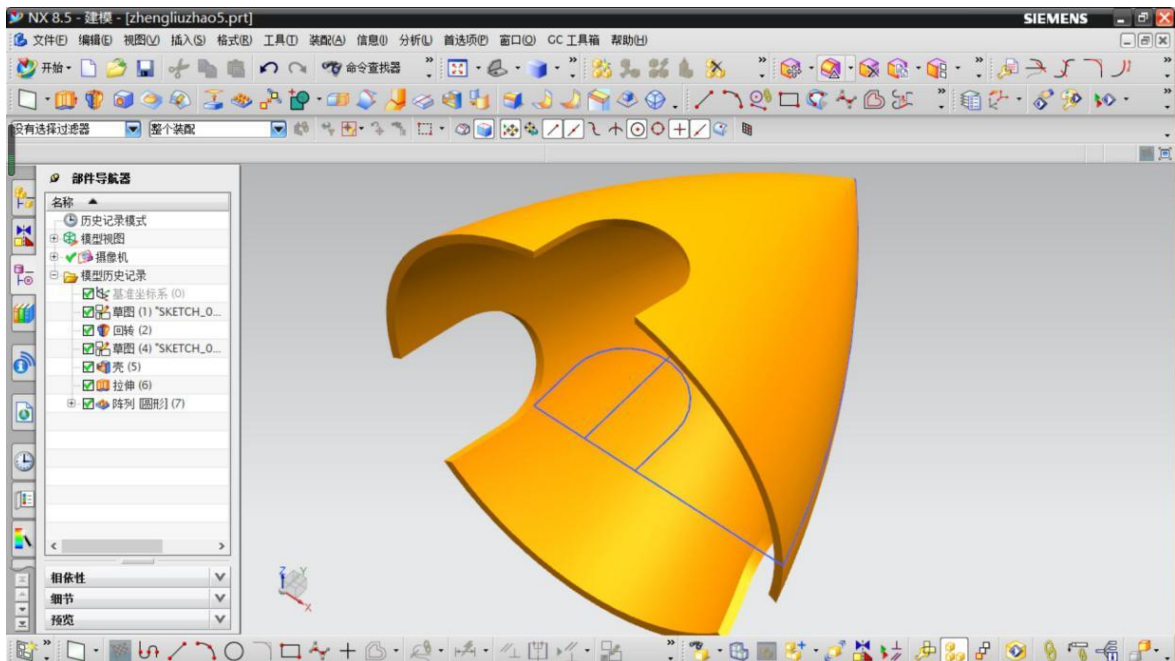 NX 8.5 - 建模 - [zhengliuzhao5.prt]
SIEMENS
文件(F) 编辑(E) 视图(V) 插入(S) 格式(R) 工具(T) 装配(A) 信息(I) 分析(L) 首选项(P) 窗口(O) GC 工具箱 帮助(H)
开始 命令查找器
没有选择过滤器 整个装配
部件导航器
名称
历史记录模式
模型视图
摄像机
模型历史记录
基准坐标系 (0)
草图 (1) "SKETCH_0...
回转 (2)
草图 (4) "SKETCH_0...
壳 (5)
拉伸 (6)
阵列 [圆形] (7)
相依性
细节
预览
Z Y
X